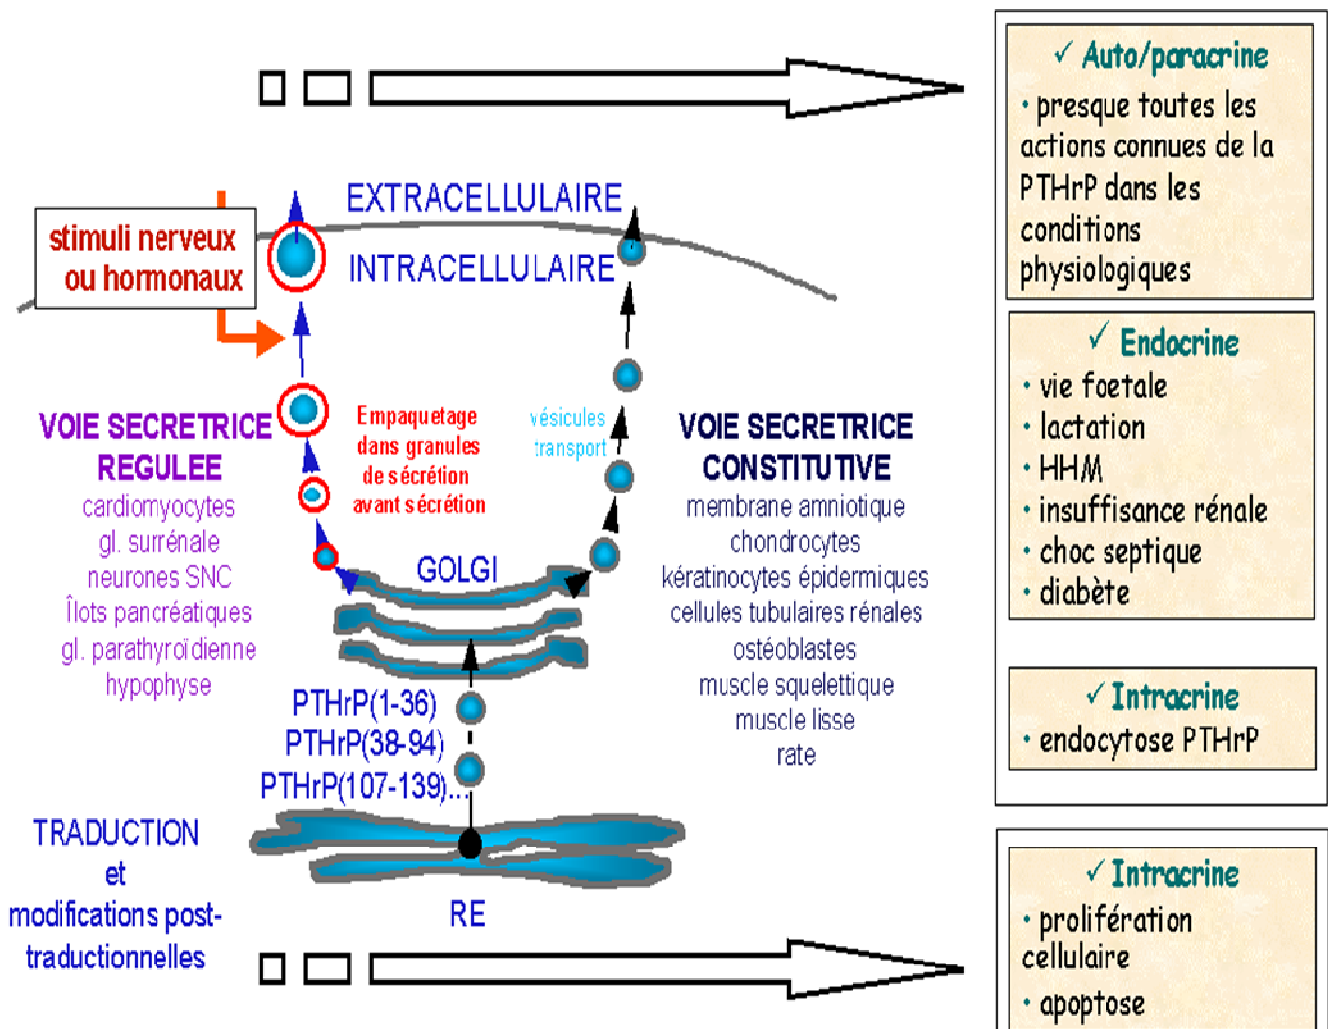 EXTRACELLULAIRE
INTRACELLULAIRE
stimuli nerveux
ou hormonaux
VOIE SECRETRICE
REGULEE
cardiomyocytes
gl. surrénale
neurones SNC
Îlots pancréatiques
gl. parathyroïdienne
hypophyse
Empaquetage
dans granules
de sécrétion
avant sécrétion
vésicules
transport
VOIE SECRETRICE
CONSTITUTIVE
membrane amniotique
chondrocytes
kératinocytes épidermiques
cellules tubulaires rénales
ostéoblastes
muscle squelettique
muscle lisse
rate
GOLGI
PTHrP(1-36)
PTHrP(38-94)
PTHrP(107-139)...
TRADUCTION
et
modifications post-
traductionnelles
RE
✓ Auto/paracrine
• presque toutes les
actions connues de la
PTHrP dans les
conditions
physiologiques
✓ Endocrine
• vie foetale
• lactation
• HHM
• insuffisance rénale
• choc septique
• diabète
✓ Intracrine
• endocytose PTHrP
✓ Intracrine
• prolifération
cellulaire
• apoptose